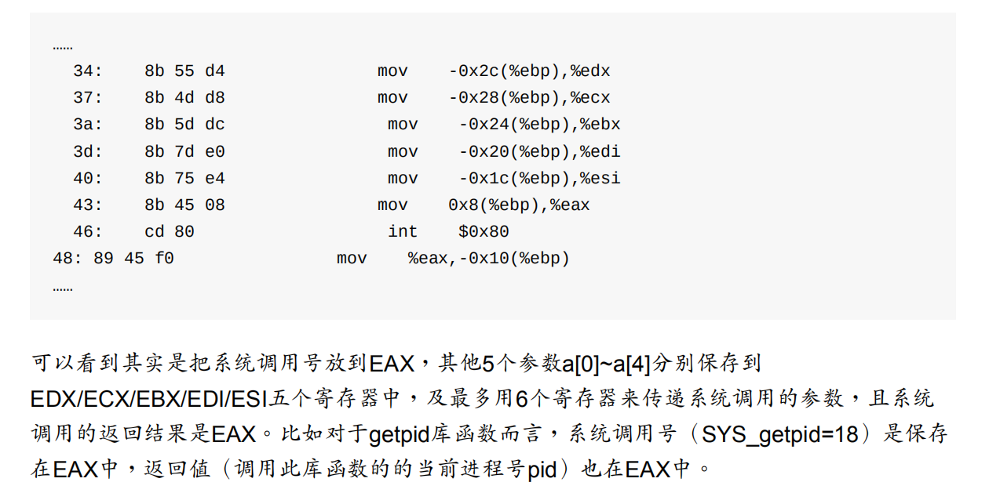 ……
34: 8b 55 d4 mov -0x2c(%ebp),%edx
37: 8b 4d d8 mov -0x28(%ebp),%ecx
3a: 8b 5d dc mov -0x24(%ebp),%ebx
3d: 8b 7d e0 mov -0x20(%ebp),%edi
40: 8b 75 e4 mov -0x1c(%ebp),%esi
43: 8b 45 08 mov 0x8(%ebp),%eax
46: cd 80 int $0x80
48: 89 45 f0 mov %eax,-0x10(%ebp)
……
可以看到其实是把系统调用号放到EAX，其他5个参数a[0]~a[4]分别保存到
EDX/ECX/EBX/EDI/ESI五个寄存器中，及最多用6个寄存器来传递系统调用的参数，且系统
调用的返回结果是EAX。比如对于getpid库函数而言，系统调用号（SYS_getpid=18）是保存
在EAX中，返回值（调用此库函数的的当前进程号pid）也在EAX中。